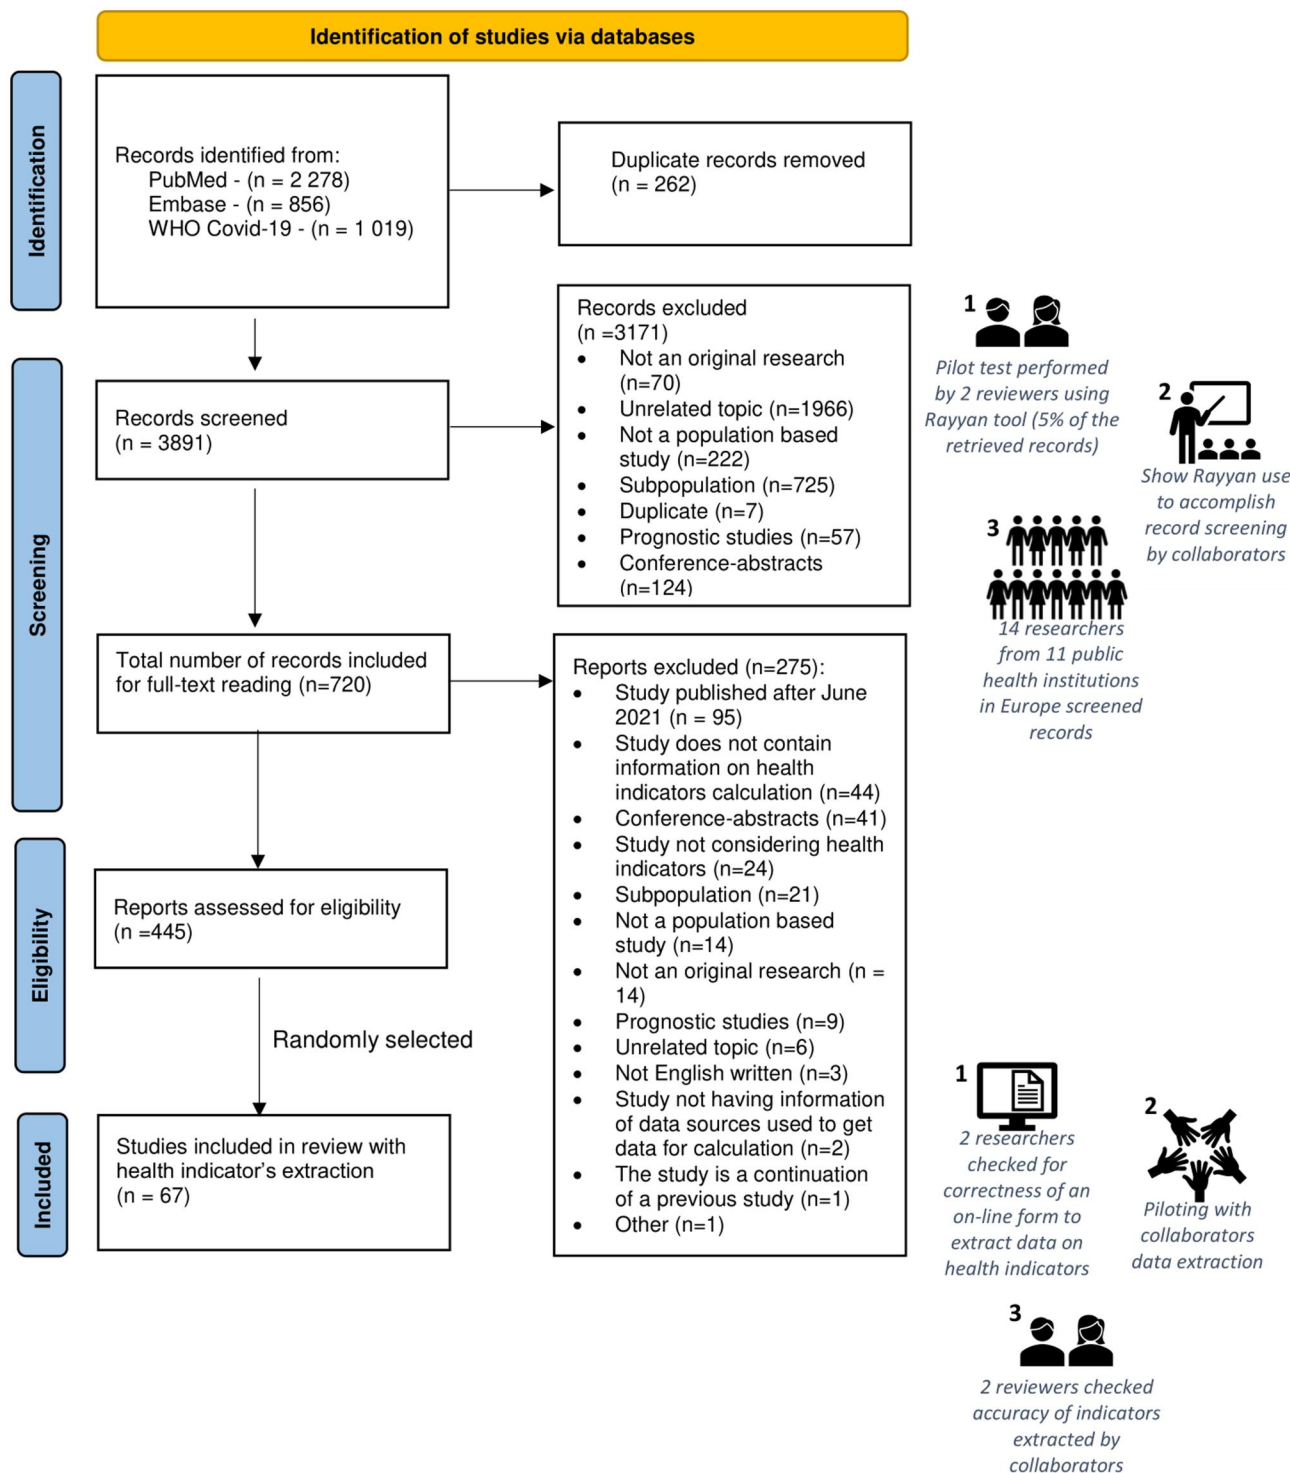 Identification of studies via databases
Identification
Records identified from:
PubMed - (n = 2 278)
Embase - (n = 856)
WHO Covid-19 - (n = 1 019)
Duplicate records removed
(n = 262)
Screening
Records screened
(n = 3891)
Records excluded
(n =3171)
• Not an original research
(n=70)
• Unrelated topic (n=1966)
• Not a population based
study (n=222)
• Subpopulation (n=725)
• Duplicate (n=7)
• Prognostic studies (n=57)
• Conference-abstracts
(n=124)
1
Pilot test performed
by 2 reviewers using
Rayyan tool (5% of the
retrieved records)
2
Show Rayyan use
to accomplish
record screening
by collaborators
3
14 researchers
from 11 public
health institutions
in Europe screened
records
Total number of records included
for full-text reading (n=720)
Reports excluded (n=275):
• Study published after June
2021 (n = 95)
• Study does not contain
information on health
indicators calculation (n=44)
• Conference-abstracts (n=41)
• Study not considering health
indicators (n=24)
• Subpopulation (n=21)
• Not a population based
study (n=14)
• Not an original research (n =
14)
• Prognostic studies (n=9)
• Unrelated topic (n=6)
• Not English written (n=3)
• Study not having information
of data sources used to get
data for calculation (n=2)
• The study is a continuation
of a previous study (n=1)
• Other (n=1)
Eligibility
Reports assessed for eligibility
(n =445)
Randomly selected
Included
Studies included in review with
health indicator's extraction
(n = 67)
1
2 researchers
checked for
correctness of an
on-line form to
extract data on
health indicators
2
Piloting with
collaborators
data extraction
3
2 reviewers checked
accuracy of indicators
extracted by
collaborators